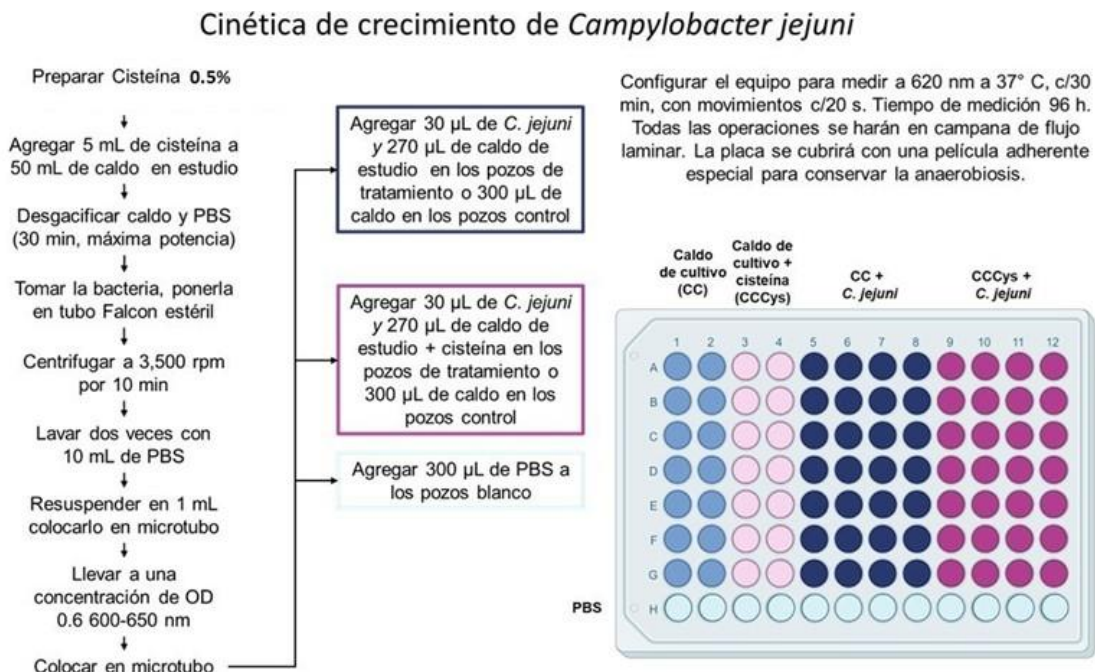 Cinética de crecimiento de Campylobacter jejuni
Preparar Cisteína 0.5%
Agregar 5 mL de cisteína a
50 mL de caldo en estudio
Desgacificar caldo y PBS
(30 min, máxima potencia)
Tomar la bacteria, ponerla
en tubo Falcon estéril
Centrifugar a 3,500 rpm
por 10 min
Lavar dos veces con
10 mL de PBS
Resuspender en 1 mL
colocarlo en microtubo
Llevar a una
concentración de OD
0.6 600-650 nm
Colocar en microtubo
Agregar 30 µL de C. jejuni
y 270 µL de caldo de
estudio en los pozos de
tratamiento o 300 µL de
caldo en los pozos control
Agregar 30 µL de C. jejuni
y 270 µL de caldo de
estudio + cisteína en los
pozos de tratamiento o
300 µL de caldo en los
pozos control
Agregar 300 µL de PBS a
los pozos blanco
Configurar el equipo para medir a 620 nm a 37° C, c/30
min, con movimientos c/20 s. Tiempo de medición 96 h.
Todas las operaciones se harán en campana de flujo
laminar. La placa se cubrirá con una película adherente
especial para conservar la anaerobiosis.
Caldo
de cultivo
(CC)
Caldo de
cultivo +
cisteína
(CCCys)
CC +
C. jejuni
CCCys +
C. jejuni
1 2 3 4 5 6 7 8 9 10 11 12
A
B
C
D
E
F
G
PBS H